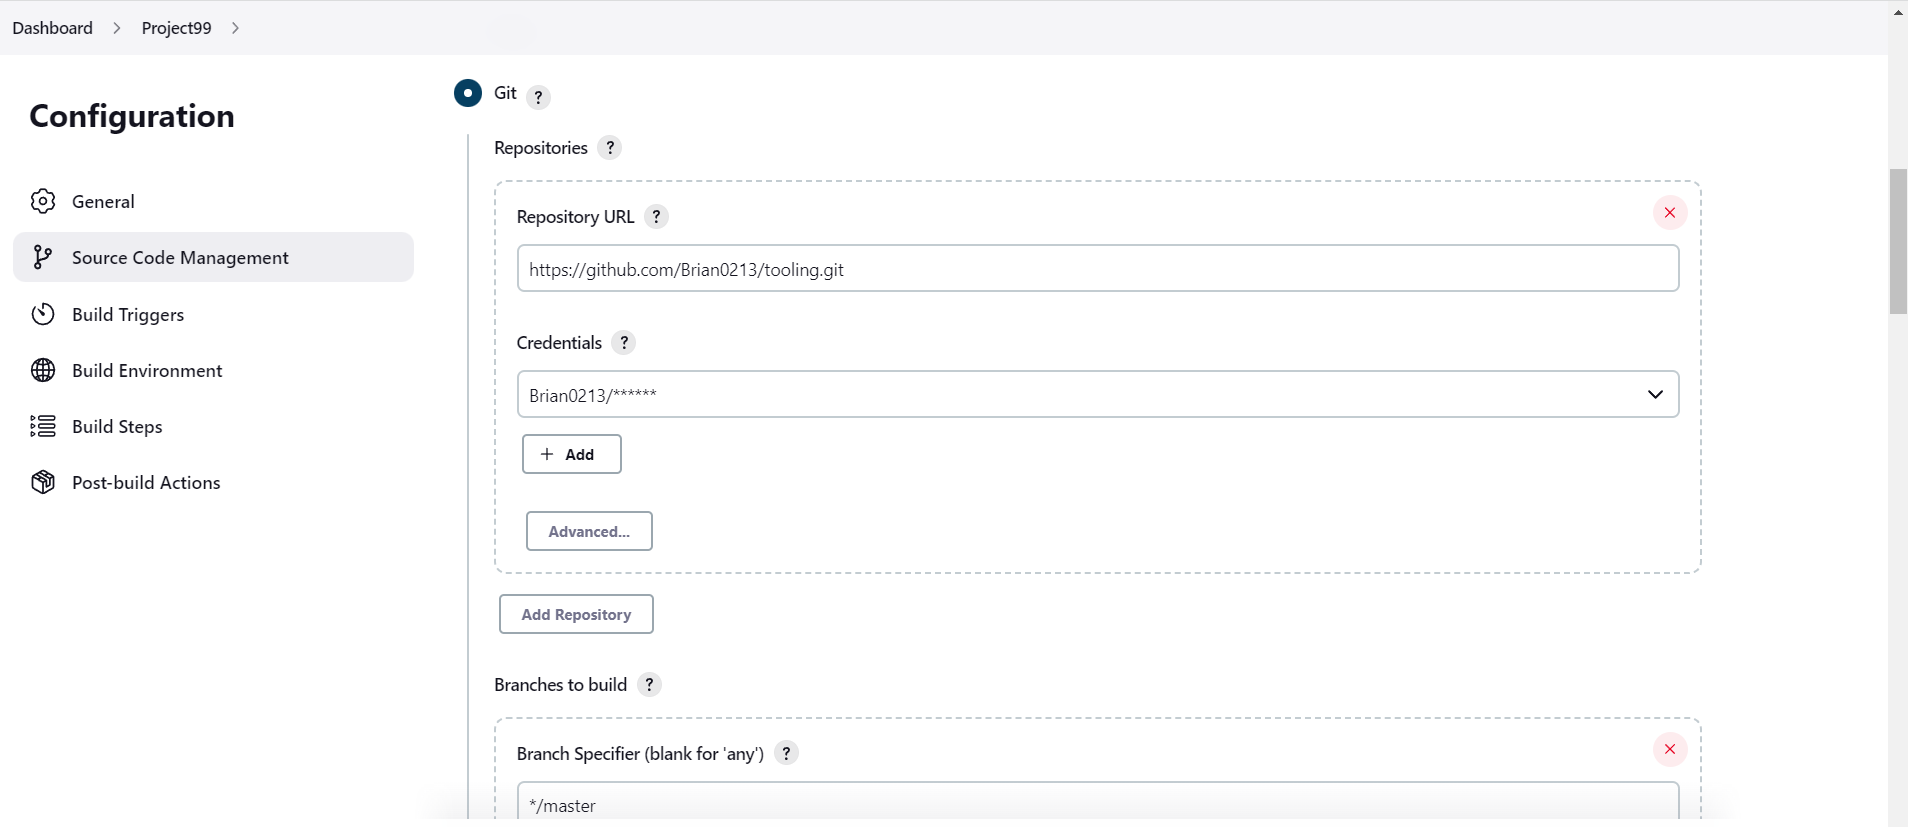 Dashboard
Project99
Configuration
General
Source Code Management
Build Triggers
Build Environment
Build Steps
Post-build Actions
Git ?
Repositories ?
Repository URL ?
https://github.com/Brian0213/tooling.git
Credentials ?
Brian0213/******
+ Add
Advanced...
Add Repository
Branches to build ?
Branch Specifier (blank for 'any') ?
*/master